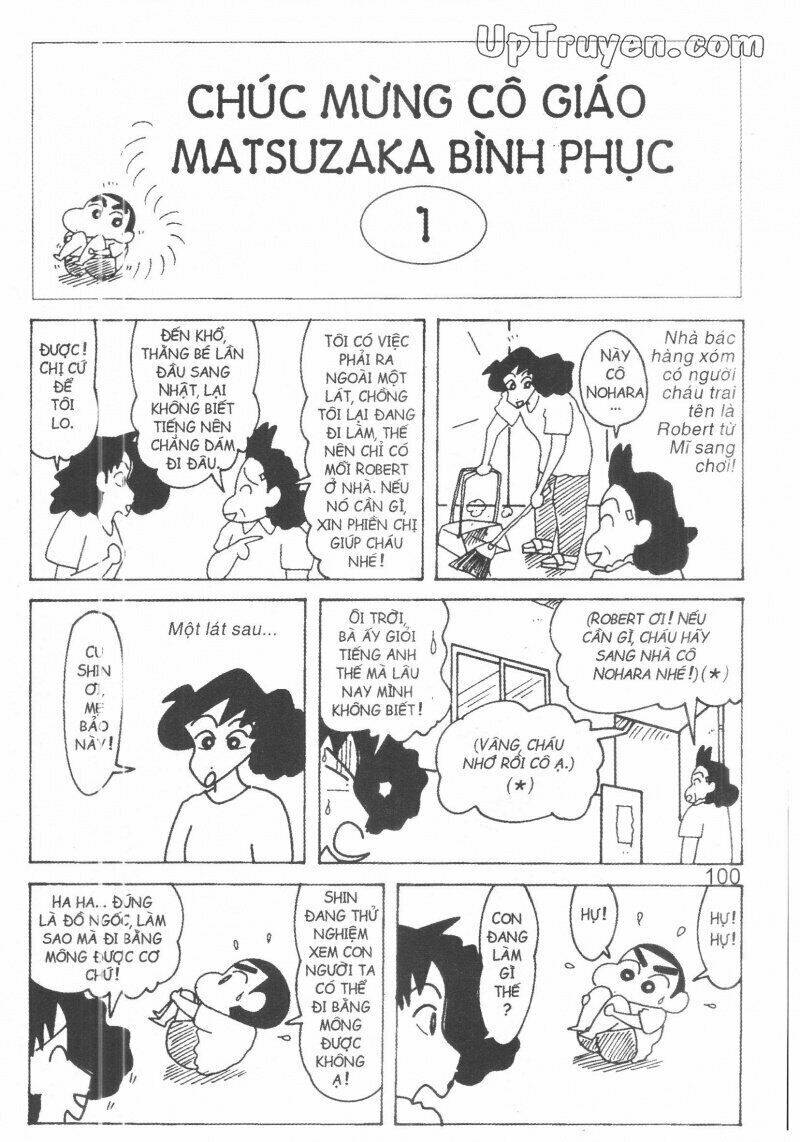 UpTruyen.com
CHÚC MỪNG CÔ GIÁO
MATSUZAKA BÌNH PHỤC
1
Nhà bác
hàng xóm
có người
cháu trai
tên là
Robert từ
Mĩ sang
chơi!
NÀY
CÔ
NOHARA
...
TÔI CÓ VIỆC
PHẢI RA
NGOÀI MỘT
LÁT, CHỒNG
TÔI LẠI ĐANG
ĐI LÀM, THẾ
NÊN CHỈ CÓ
MỖI ROBERT
Ở NHÀ. NẾU
NÓ CẦN GÌ,
XIN PHIỀN CHỊ
GIÚP CHÁU
NHÉ!
ĐẾN KHỔ,
THẰNG BÉ LẦN
ĐẦU SANG
NHẬT, LẠI
KHÔNG BIẾT
TIẾNG NÊN
CHẲNG DÁM
ĐI ĐÂU.
ĐƯỢC!
CHỊ CỨ
ĐỂ
TÔI
LO.
(ROBERT ƠI! NẾU
CẦN GÌ, CHÁU HÃY
SANG NHÀ CÔ
NOHARA NHÉ!)(*)
(VÂNG, CHÁU
NHỚ RỒI CÔ Ạ.)
(*)
ÔI TRỜI,
BÀ ẤY GIỎI
TIẾNG ANH
THẾ MÀ LÂU
NAY MÌNH
KHÔNG BIẾT!
Một lát sau...
CU
SHIN
ƠI,
MẸ
BẢO
NÀY!
100
HỰ!
HỰ!
HỰ!
CON
ĐANG
LÀM
GÌ
THẾ
?
SHIN
ĐANG THỬ
NGHIỆM
XEM CON
NGƯỜI TA
CÓ THỂ
ĐI BẰNG
MÔNG
ĐƯỢC
KHÔNG
Ạ!
HA HA.. ĐÚNG
LÀ ĐỒ NGỐC, LÀM
SAO MÀ ĐI BẰNG
MÔNG ĐƯỢC CƠ
CHỨ!